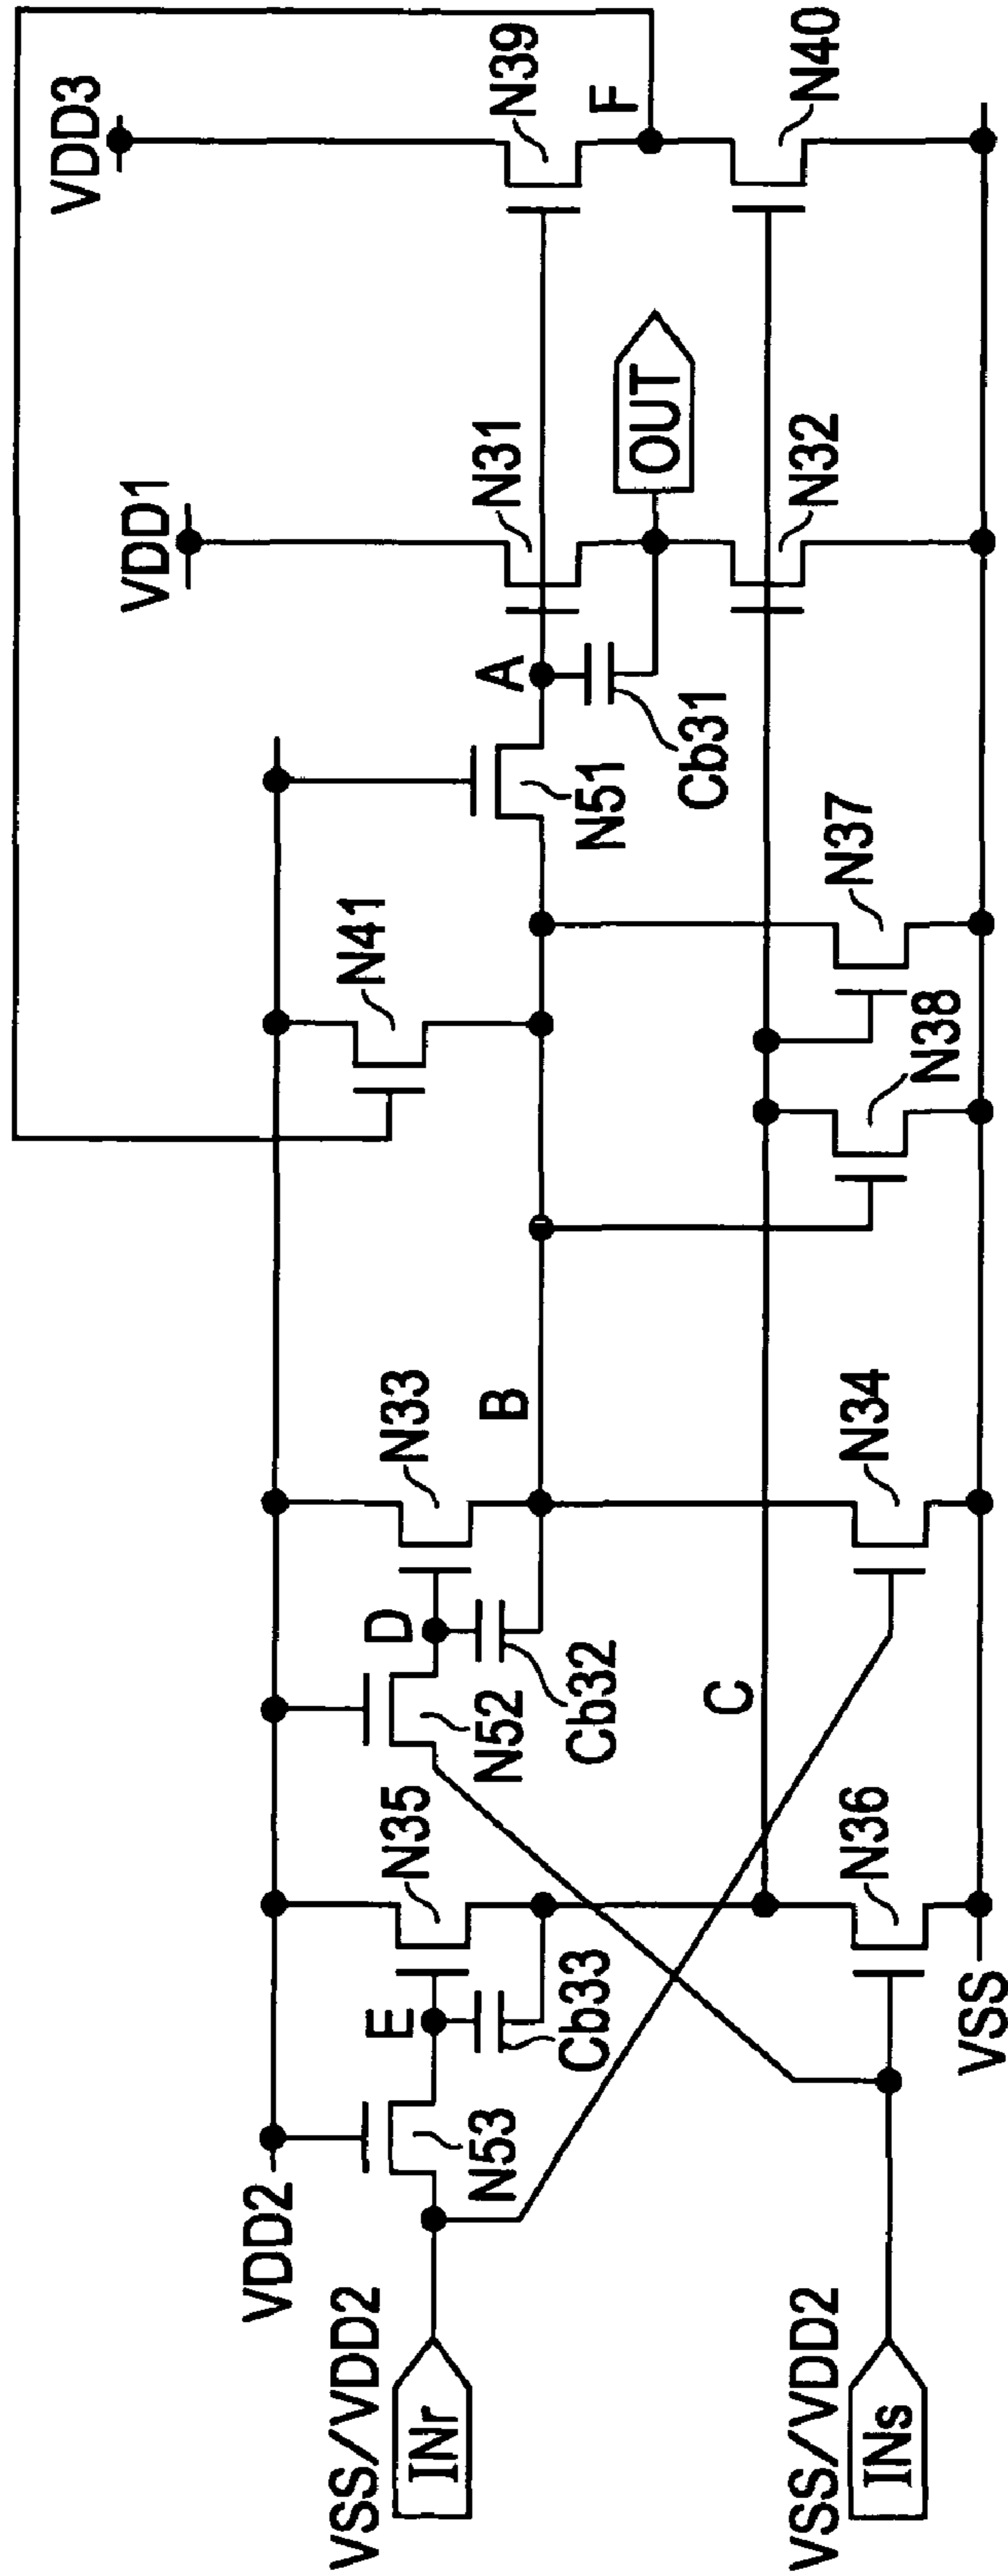 VDD3
VDD1
N39
F
N40
N31
OUT
N32
A
Cb31
N51
N41
N37
N38
N33
B
N34
D
N52
Cb32
C
N35
N36
E
Cb33
N53
VDD2
VSS
VSS/VDD2
INr
VSS/VDD2
INs